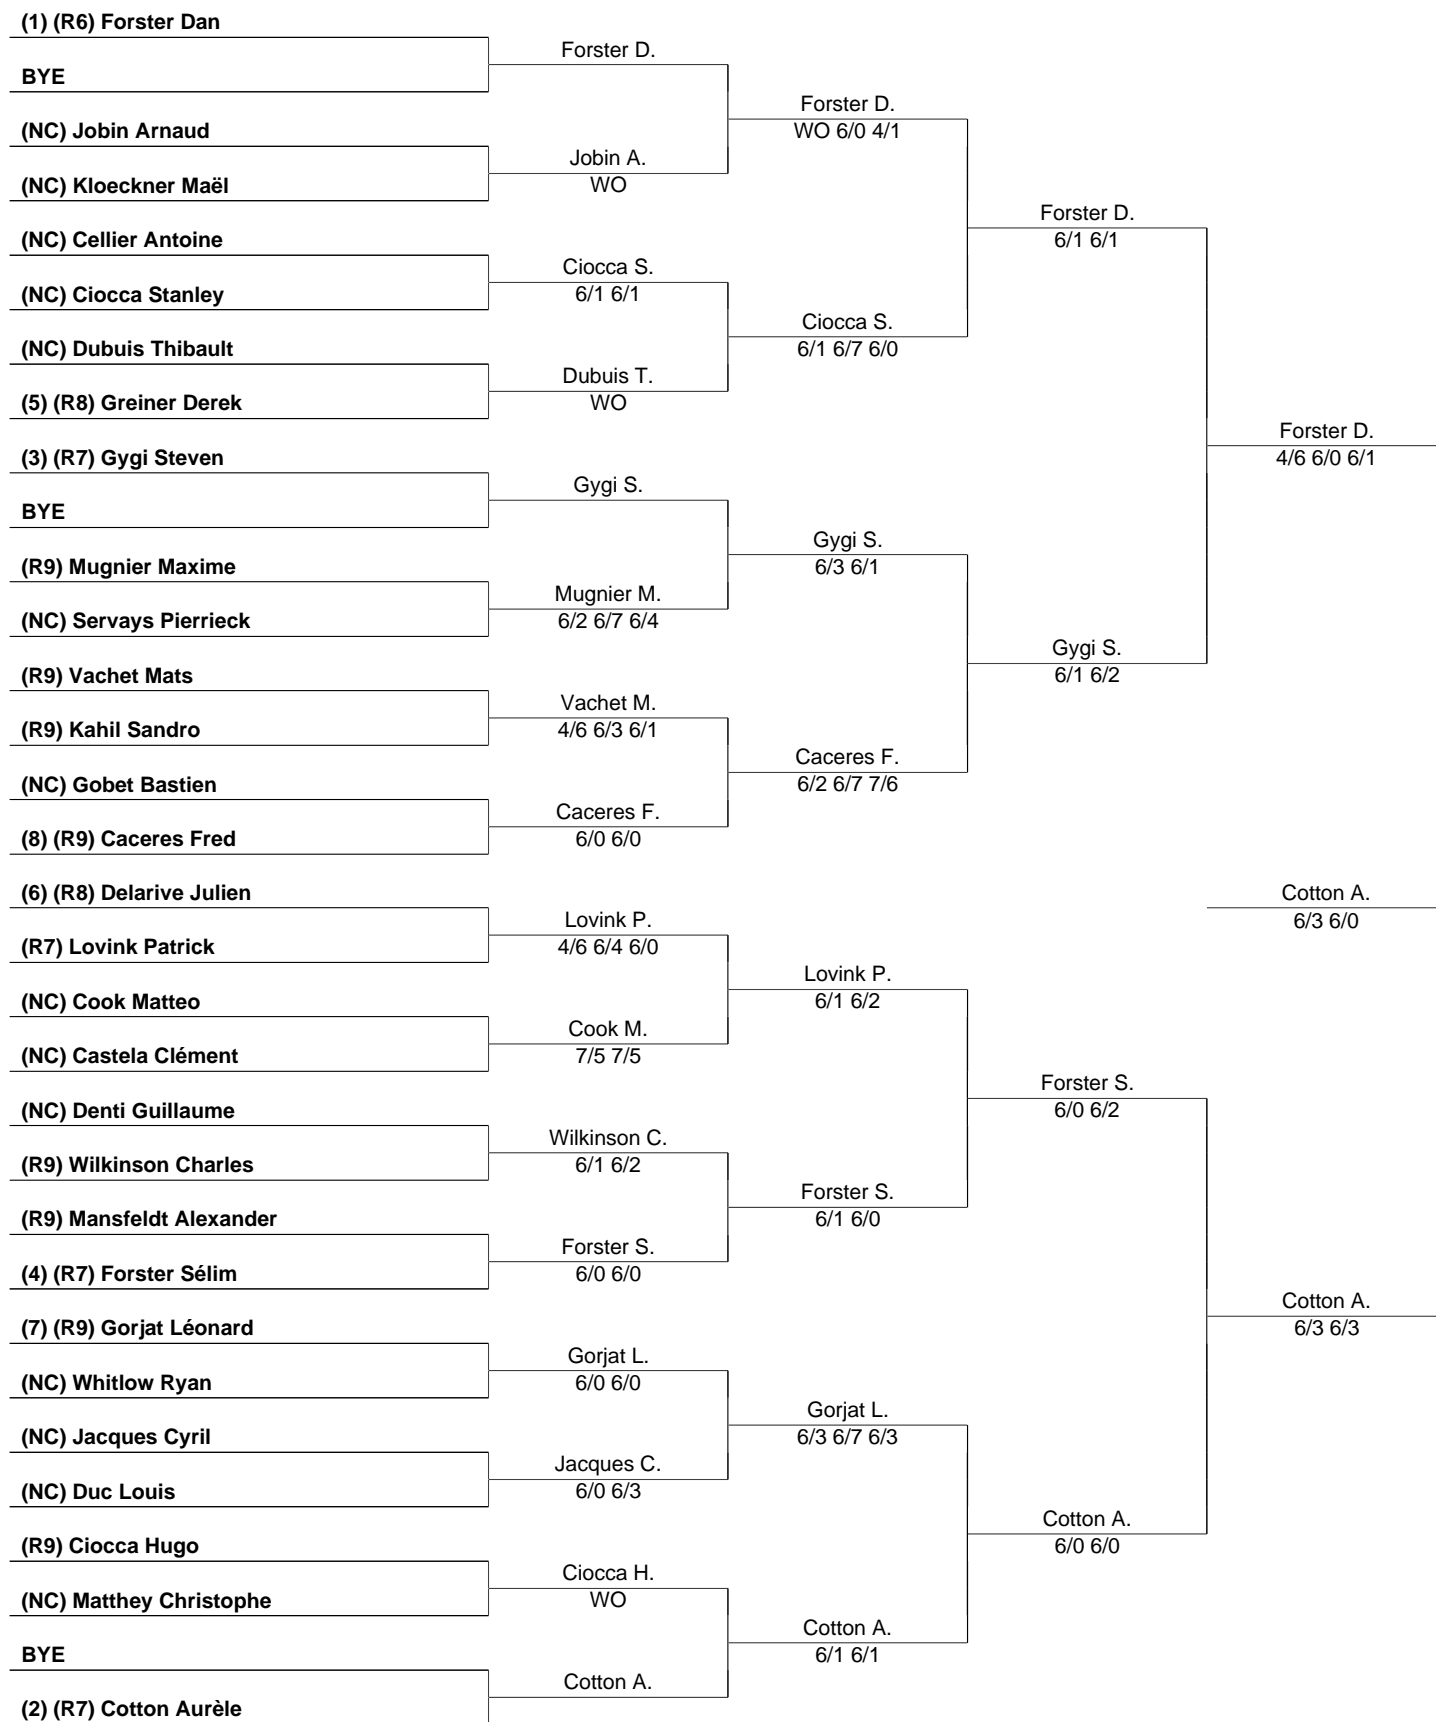 (1) (R6) Forster Dan
Forster D.
BYE
Forster D.
(NC) Jobin Arnaud
WO 6/0 4/1
Jobin A.
(NC) Kloeckner Maël
WO
Forster D.
(NC) Cellier Antoine
6/1 6/1
Ciocca S.
(NC) Ciocca Stanley
6/1 6/1
Ciocca S.
(NC) Dubuis Thibault
6/1 6/7 6/0
Dubuis T.
(5) (R8) Greiner Derek
WO
Forster D.
(3) (R7) Gygi Steven
4/6 6/0 6/1
Gygi S.
BYE
Gygi S.
(R9) Mugnier Maxime
6/3 6/1
Mugnier M.
(NC) Servays Pierrieck
6/2 6/7 6/4
Gygi S.
(R9) Vachet Mats
6/1 6/2
Vachet M.
(R9) Kahil Sandro
4/6 6/3 6/1
Caceres F.
(NC) Gobet Bastien
6/2 6/7 7/6
Caceres F.
(8) (R9) Caceres Fred
6/0 6/0
(6) (R8) Delarive Julien
Cotton A.
6/3 6/0
Lovink P.
(R7) Lovink Patrick
4/6 6/4 6/0
Lovink P.
(NC) Cook Matteo
6/1 6/2
Cook M.
(NC) Castela Clément
7/5 7/5
Forster S.
(NC) Denti Guillaume
6/0 6/2
Wilkinson C.
(R9) Wilkinson Charles
6/1 6/2
Forster S.
(R9) Mansfeldt Alexander
6/1 6/0
Forster S.
(4) (R7) Forster Sélim
6/0 6/0
Cotton A.
(7) (R9) Gorjat Léonard
6/3 6/3
Gorjat L.
(NC) Whitlow Ryan
6/0 6/0
Gorjat L.
(NC) Jacques Cyril
6/3 6/7 6/3
Jacques C.
(NC) Duc Louis
6/0 6/3
Cotton A.
(R9) Ciocca Hugo
6/0 6/0
Ciocca H.
(NC) Matthey Christophe
WO
Cotton A.
BYE
6/1 6/1
Cotton A.
(2) (R7) Cotton Aurèle